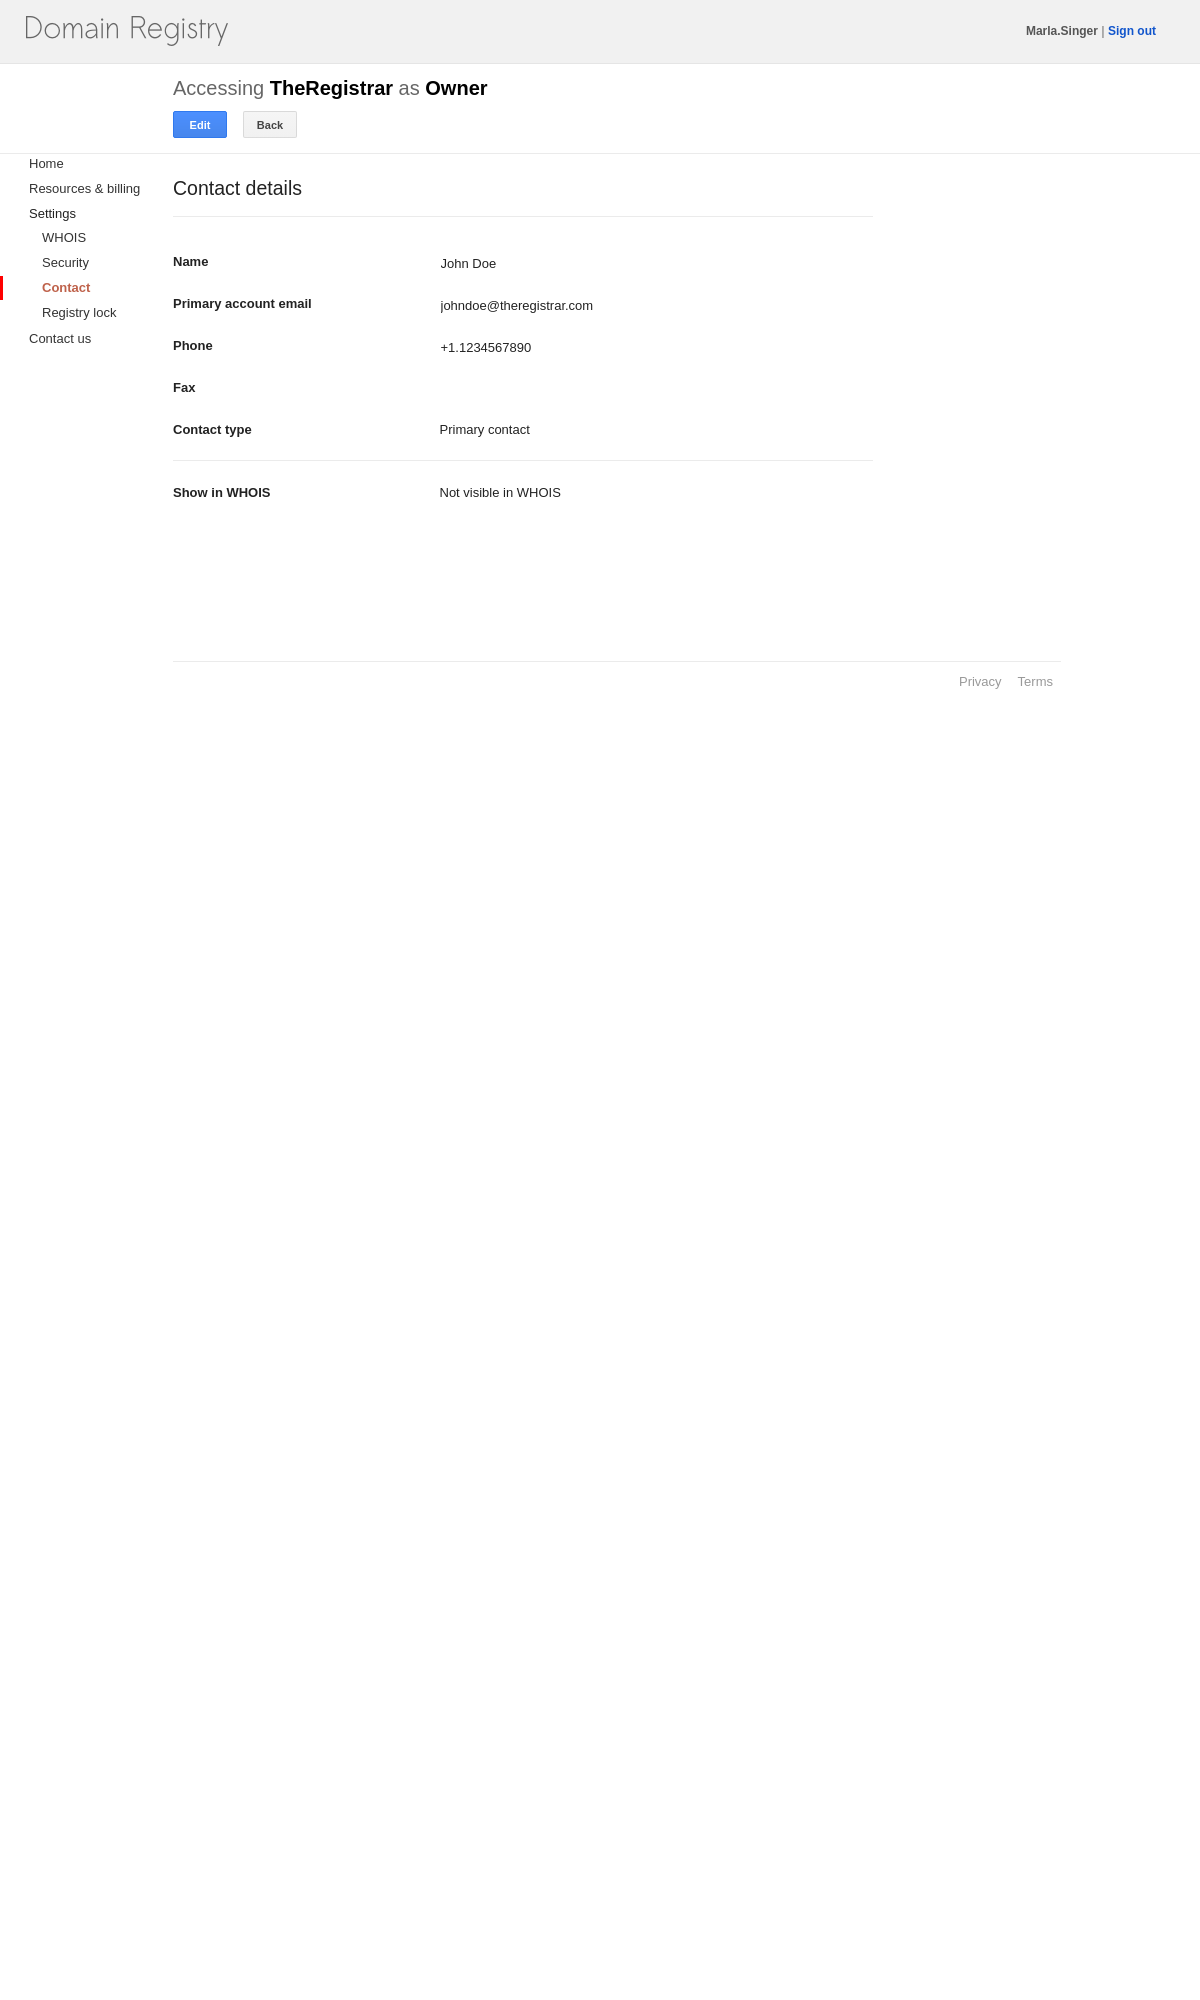 Domain Registry
Marla.Singer | Sign out
Accessing TheRegistrar as Owner
Edit Back
Home
Resources & billing
Settings
WHOIS
Security
Contact
Registry lock
Contact us
Contact details
Name John Doe
Primary account email johndoe@theregistrar.com
Phone +1.1234567890
Fax
Contact type Primary contact
Show in WHOIS Not visible in WHOIS
Privacy Terms